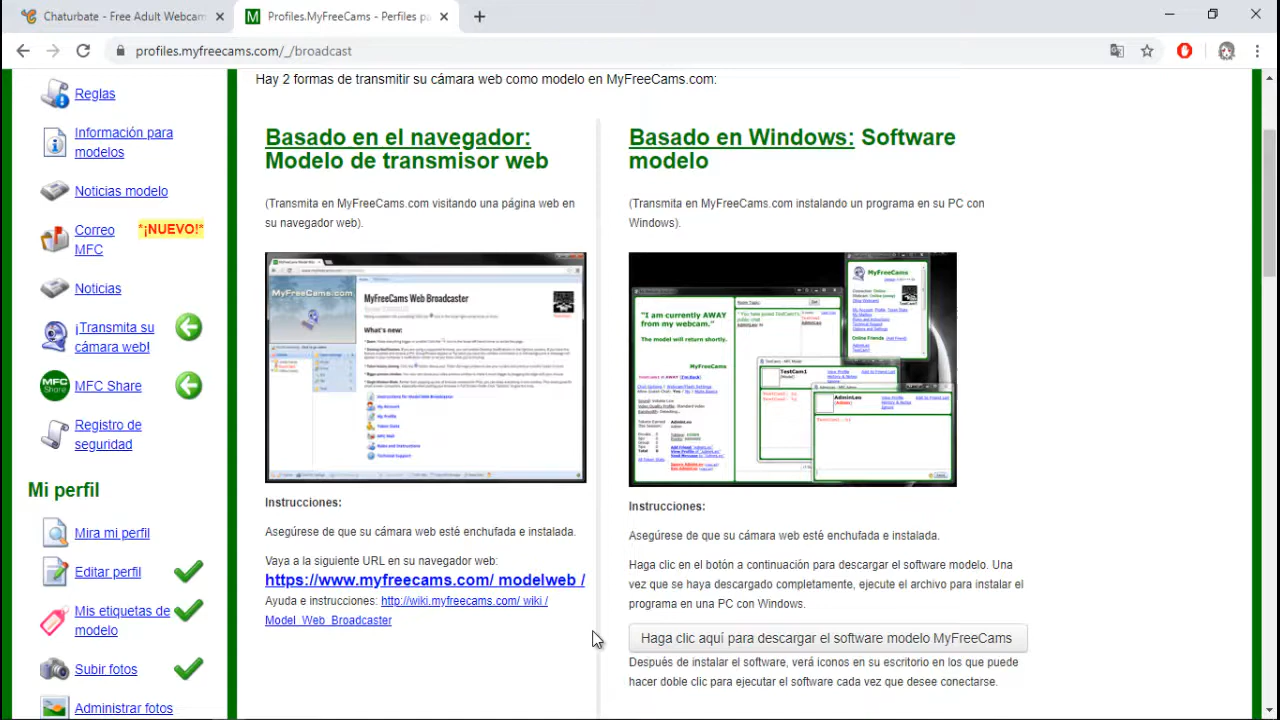 Chaturbate - Free Adult Webcam
Profiles.MyFreeCams - Perfiles pa
profiles.myfreecams.com/_/broadcast
Reglas
Información para
modelos
Noticias modelo
Correo
MFC
*¡NUEVO!*
Noticias
¡Transmita su
cámara web!
MFC
Share
MFC Share
Registro de
seguridad
Mi perfil
Mira mi perfil
Editar perfil
Mis etiquetas de
modelo
Subir fotos
Administrar fotos
Hay 2 formas de transmitir su cámara web como modelo en MyFreeCams.com:
Basado en el navegador:
Modelo de transmisor web
(Transmita en MyFreeCams.com visitando una página web en
su navegador web).
MyFreeCams.com
MyFreeCams Web Broadcaster
What's new:
Instrucciones:
Asegúrese de que su cámara web esté enchufada e instalada.
Vaya a la siguiente URL en su navegador web:
https://www.myfreecams.com/ modelweb /
Ayuda e instrucciones: http://wiki.myfreecams.com/ wiki /
Model_Web_Broadcaster
Basado en Windows: Software
modelo
(Transmita en MyFreeCams.com instalando un programa en su PC con
Windows).
MyFreeCams
"I am currently AWAY
from my webcam."
The model will return shortly.
MyFreeCams
TestCam1
AdminLeo
Instrucciones:
Asegúrese de que su cámara web esté enchufada e instalada.
Haga clic en el botón a continuación para descargar el software modelo. Una
vez que se haya descargado completamente, ejecute el archivo para instalar el
programa en una PC con Windows.
Haga clic aquí para descargar el software modelo MyFreeCams
Después de instalar el software, verá iconos en su escritorio en los que puede
hacer doble clic para ejecutar el software cada vez que desee conectarse.